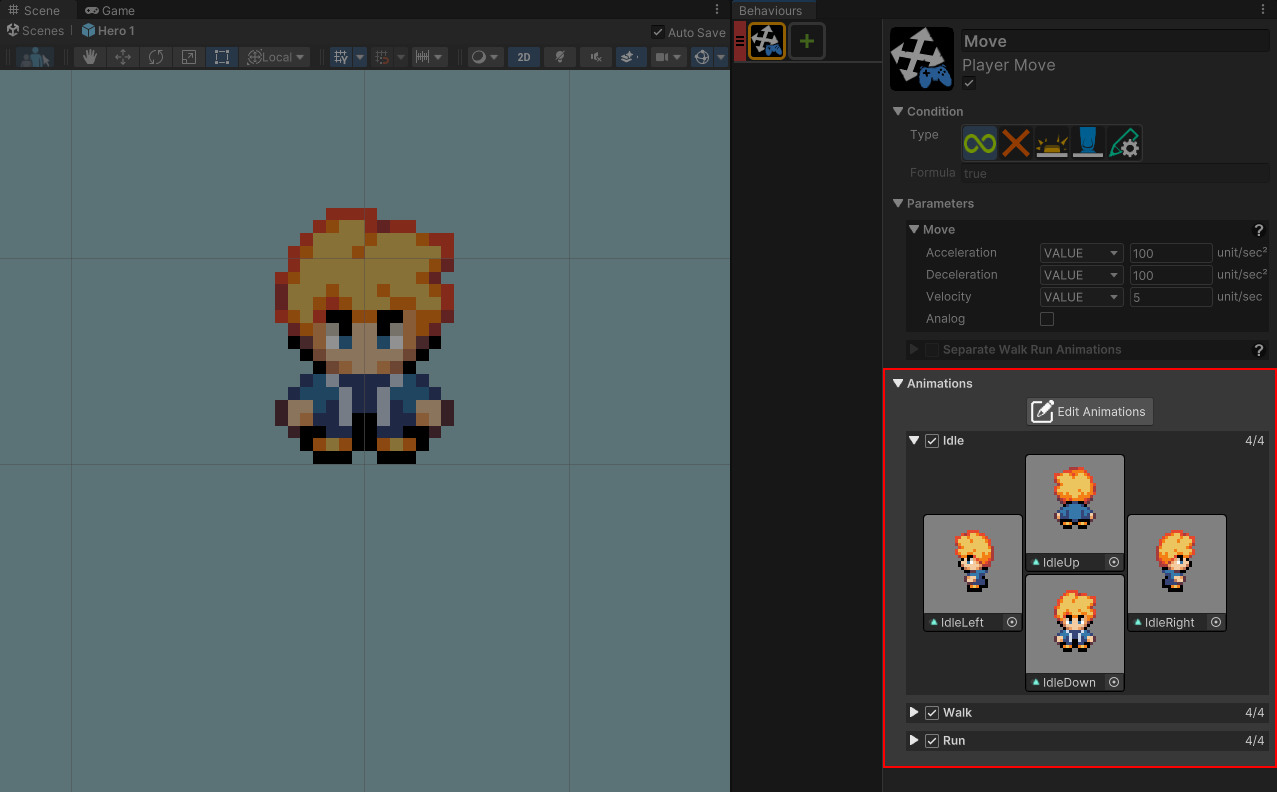 Scene Game
Scenes Hero 1 Auto Save
Local 2D
Behaviours
Move
Player Move
Condition
Type
Formula true
Parameters
Move ?
Acceleration VALUE 100 unit/sec²
Deceleration VALUE 100 unit/sec²
Velocity VALUE 5 unit/sec
Analog
Separate Walk Run Animations ?
Animations
Edit Animations
Idle 4/4
IdleUp
IdleLeft IdleRight
IdleDown
Walk 4/4
Run 4/4